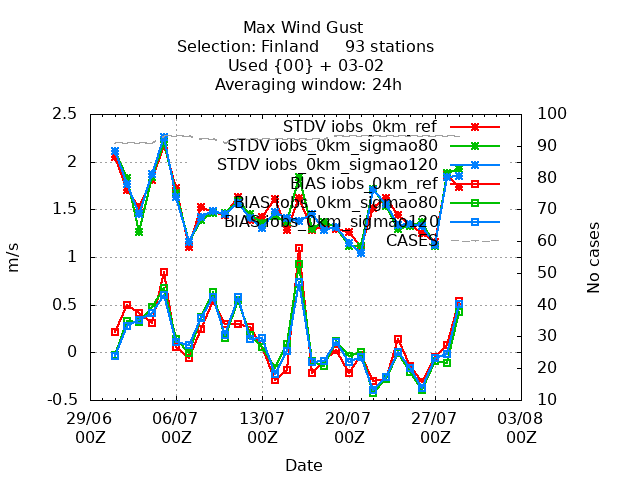 Max Wind Gust
Selection: Finland 93 stations
Used {00} + 03-02
Averaging window: 24h
2.5 100
STDV iobs_0km_ref 90
STDV iobs_0km_sigmao80
2 STDV iobs_0km_sigmao120 80
BIAS iobs_0km_ref
1.5 BIAS iobs_0km_sigmao80 70
BIAS iobs_0km_sigmao120
CASES 60
m/s No cases
1 50
0.5 40
30
0 20
-0.5 10
29/06 06/07 13/07 20/07 27/07 03/08
00Z 00Z 00Z 00Z 00Z 00Z
Date